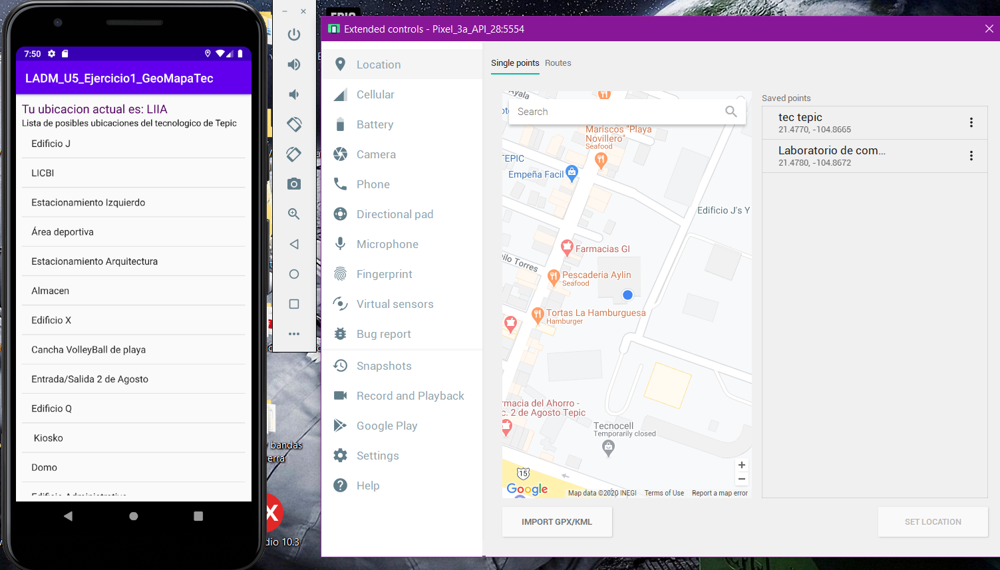 7:50
LADM_U5_Ejercicio1_GeoMapaTec
Tu ubicacion actual es: LIIA
Lista de posibles ubicaciones del tecnologico de Tepic
Edificio J
LICBI
Estacionamiento Izquierdo
Área deportiva
Estacionamiento Arquitectura
Almacen
Edificio X
Cancha VolleyBall de playa
Entrada/Salida 2 de Agosto
Edificio Q
Kiosko
Domo
Edificio Administrativo
bandas
erra
dio 10.3
EPIC
Extended controls - Pixel_3a_API_28:5554
Location
Cellular
Battery
Camera
Phone
Directional pad
Microphone
Fingerprint
Virtual sensors
Bug report
Snapshots
Record and Playback
Google Play
Settings
Help
Single points
Routes
Ayala
Search
Mariscos "Playa
Novillero"
Seafood
TEPIC
Empeña Facil
Edificio J's Y
Farmacias GI
ilo Torres
Pescaderia Aylin
Seafood
Tortas La Hamburguesa
Hamburger
rmacia del Ahorro -
c. 2 de Agosto Tepic
Tecnocell
Temporarily closed
15
+
−
Google
Map data ©2020 INEGI
Terms of Use
Report a map error
IMPORT GPX/KML
Saved points
tec tepic
21.4770, -104.8665
Laboratorio de com...
21.4780, -104.8672
SET LOCATION